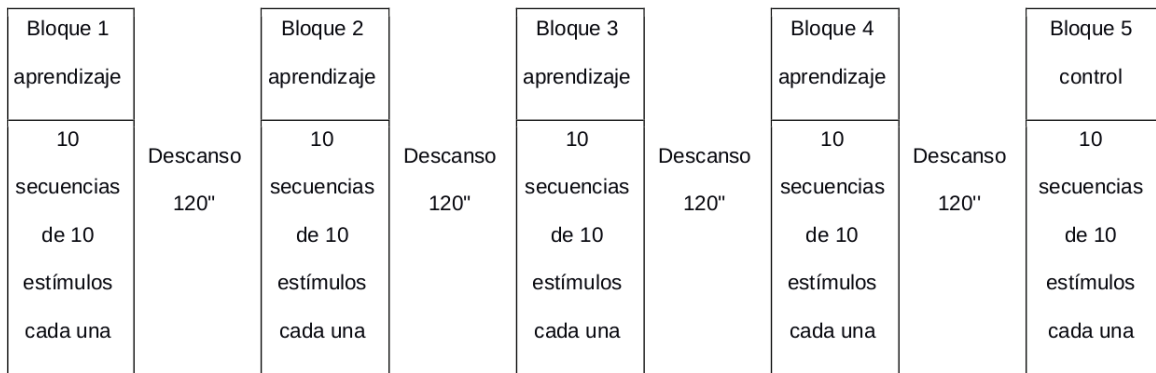 Bloque 1
aprendizaje
10
secuencias
de 10
estímulos
cada una
Descanso
120"
Bloque 2
aprendizaje
10
secuencias
de 10
estímulos
cada una
Descanso
120"
Bloque 3
aprendizaje
10
secuencias
de 10
estímulos
cada una
Descanso
120"
Bloque 4
aprendizaje
10
secuencias
de 10
estímulos
cada una
Descanso
120''
Bloque 5
control
10
secuencias
de 10
estímulos
cada una